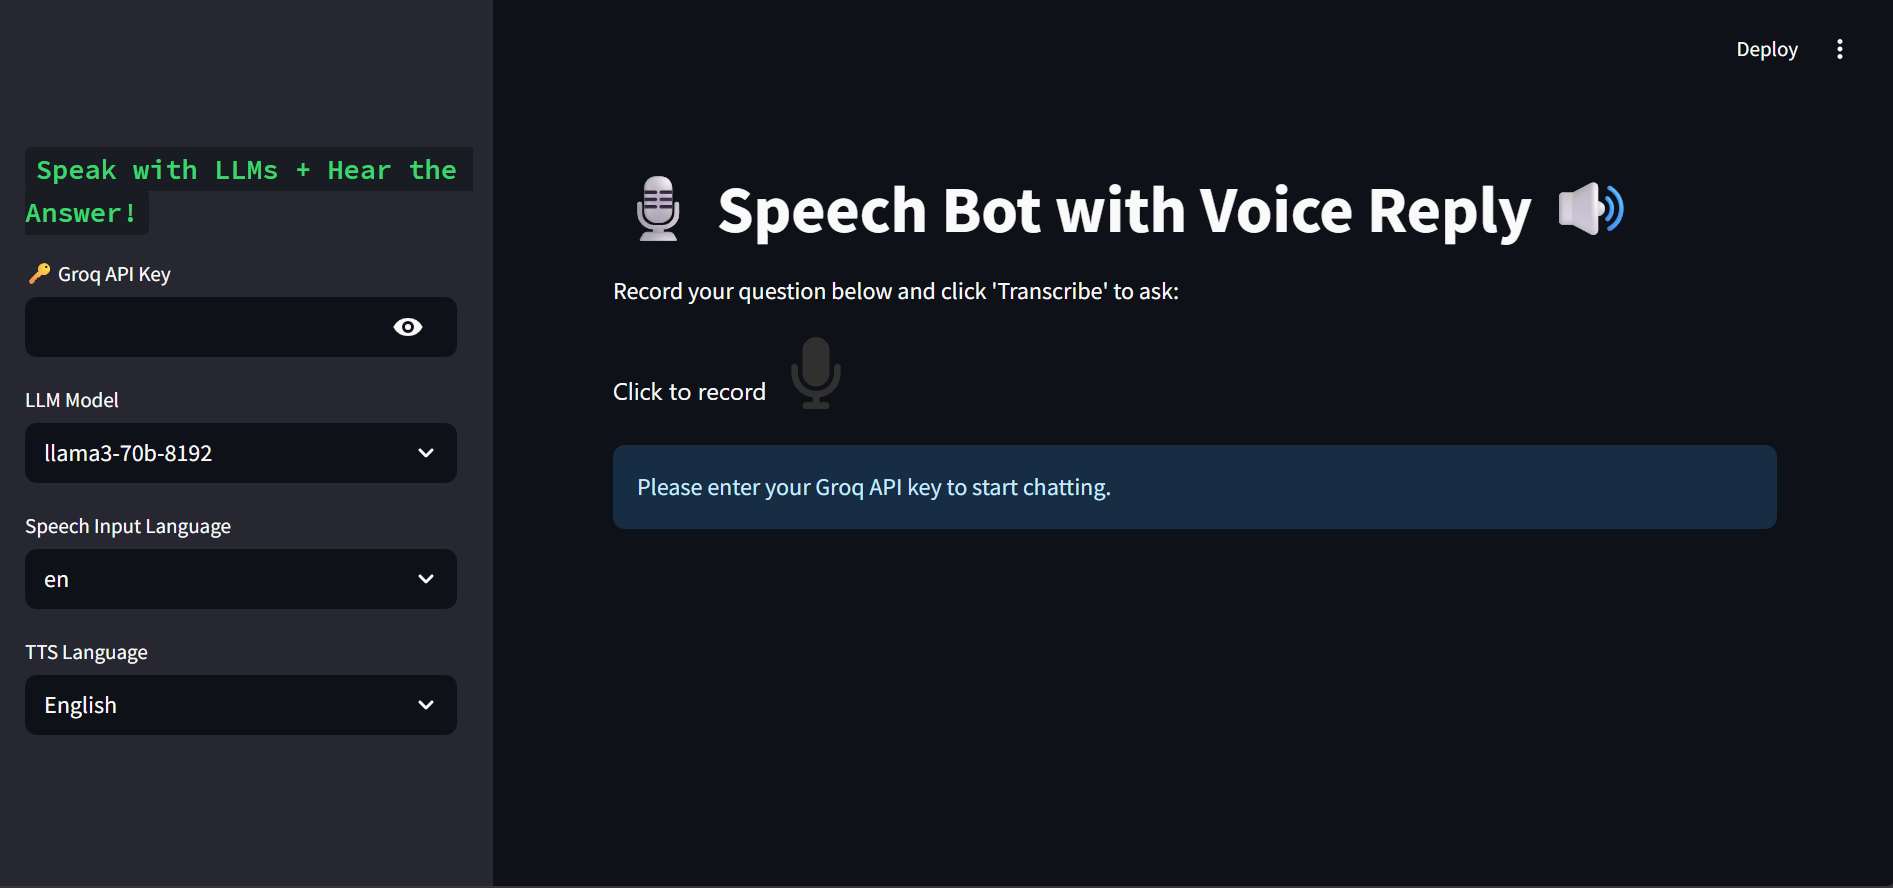 Deploy
Speak with LLMs + Hear the
Answer!
Groq API Key
LLM Model
llama3-70b-8192
Speech Input Language
en
TTS Language
English
Speech Bot with Voice Reply
Record your question below and click 'Transcribe' to ask:
Click to record
Please enter your Groq API key to start chatting.